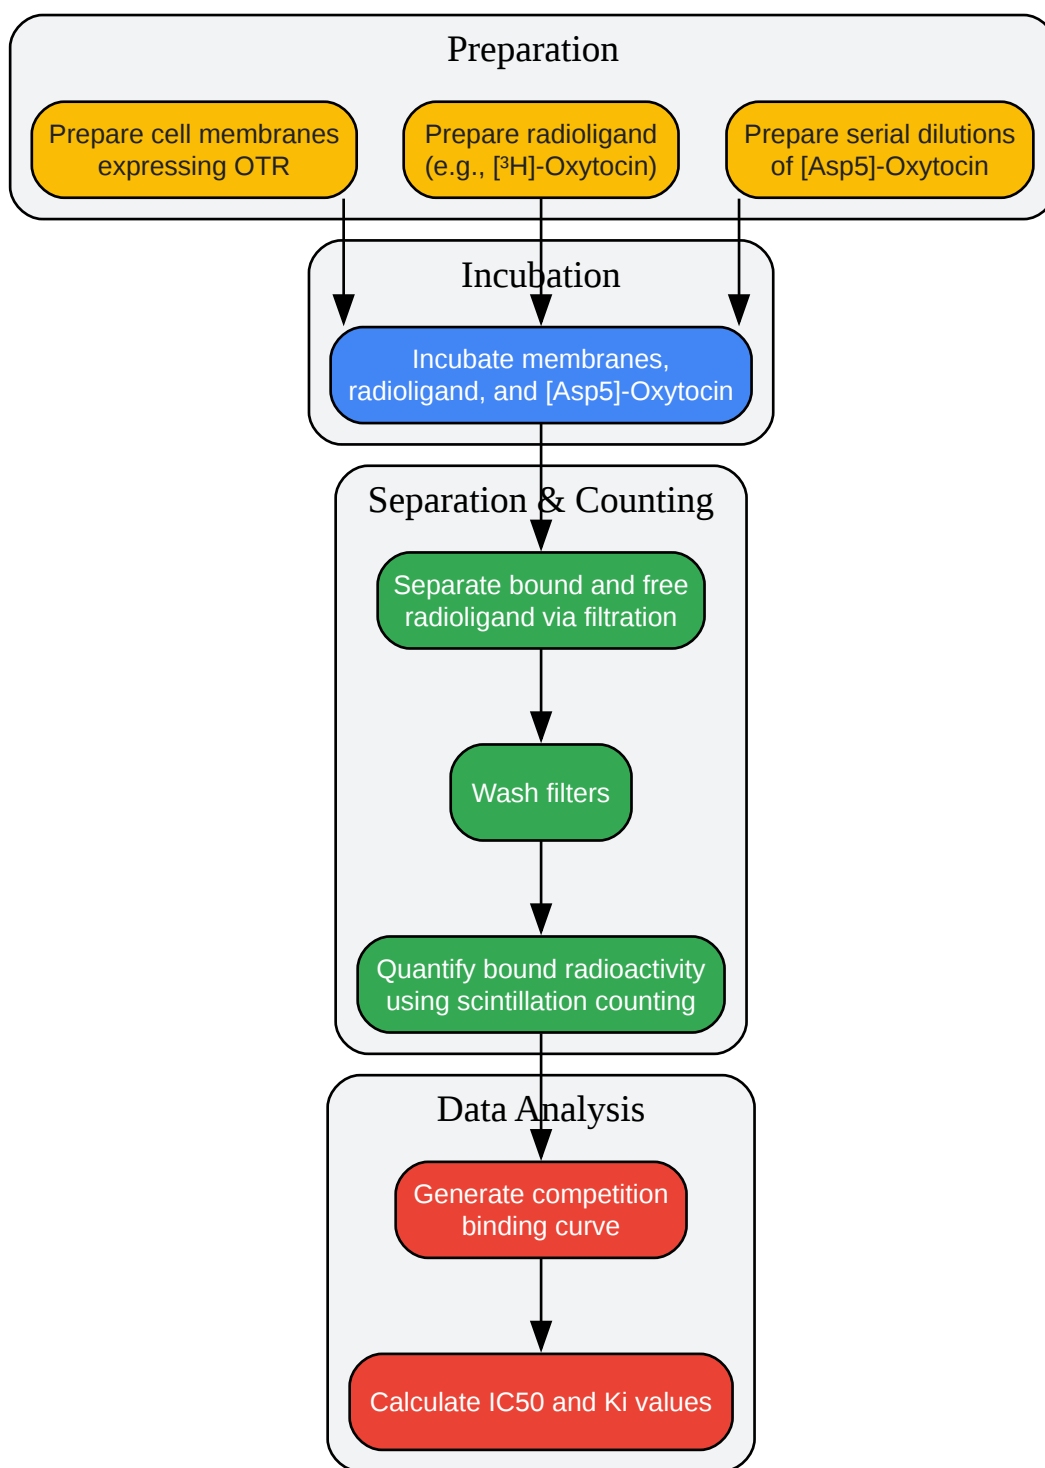 Preparation
Prepare cell membranes
expressing OTR
Prepare radioligand
(e.g., [³H]-Oxytocin)
Prepare serial dilutions
of [Asp5]-Oxytocin
Incubation
Incubate membranes,
radioligand, and [Asp5]-Oxytocin
Separation & Counting
Separate bound and free
radioligand via filtration
Wash filters
Quantify bound radioactivity
using scintillation counting
Data Analysis
Generate competition
binding curve
Calculate IC50 and Ki values